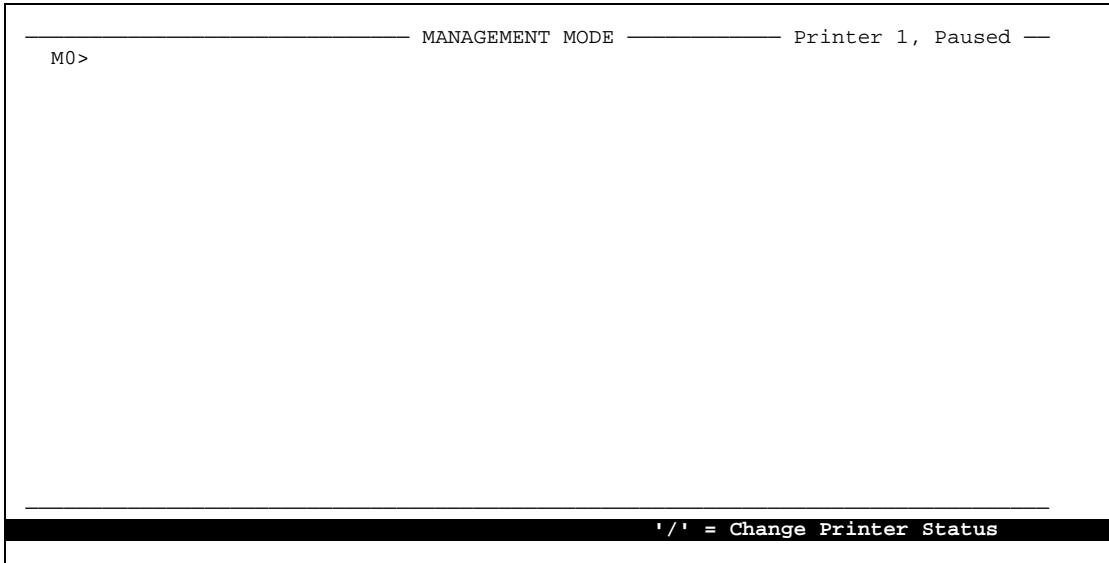 MANAGEMENT MODE Printer 1, Paused
M0>
'/' = Change Printer Status